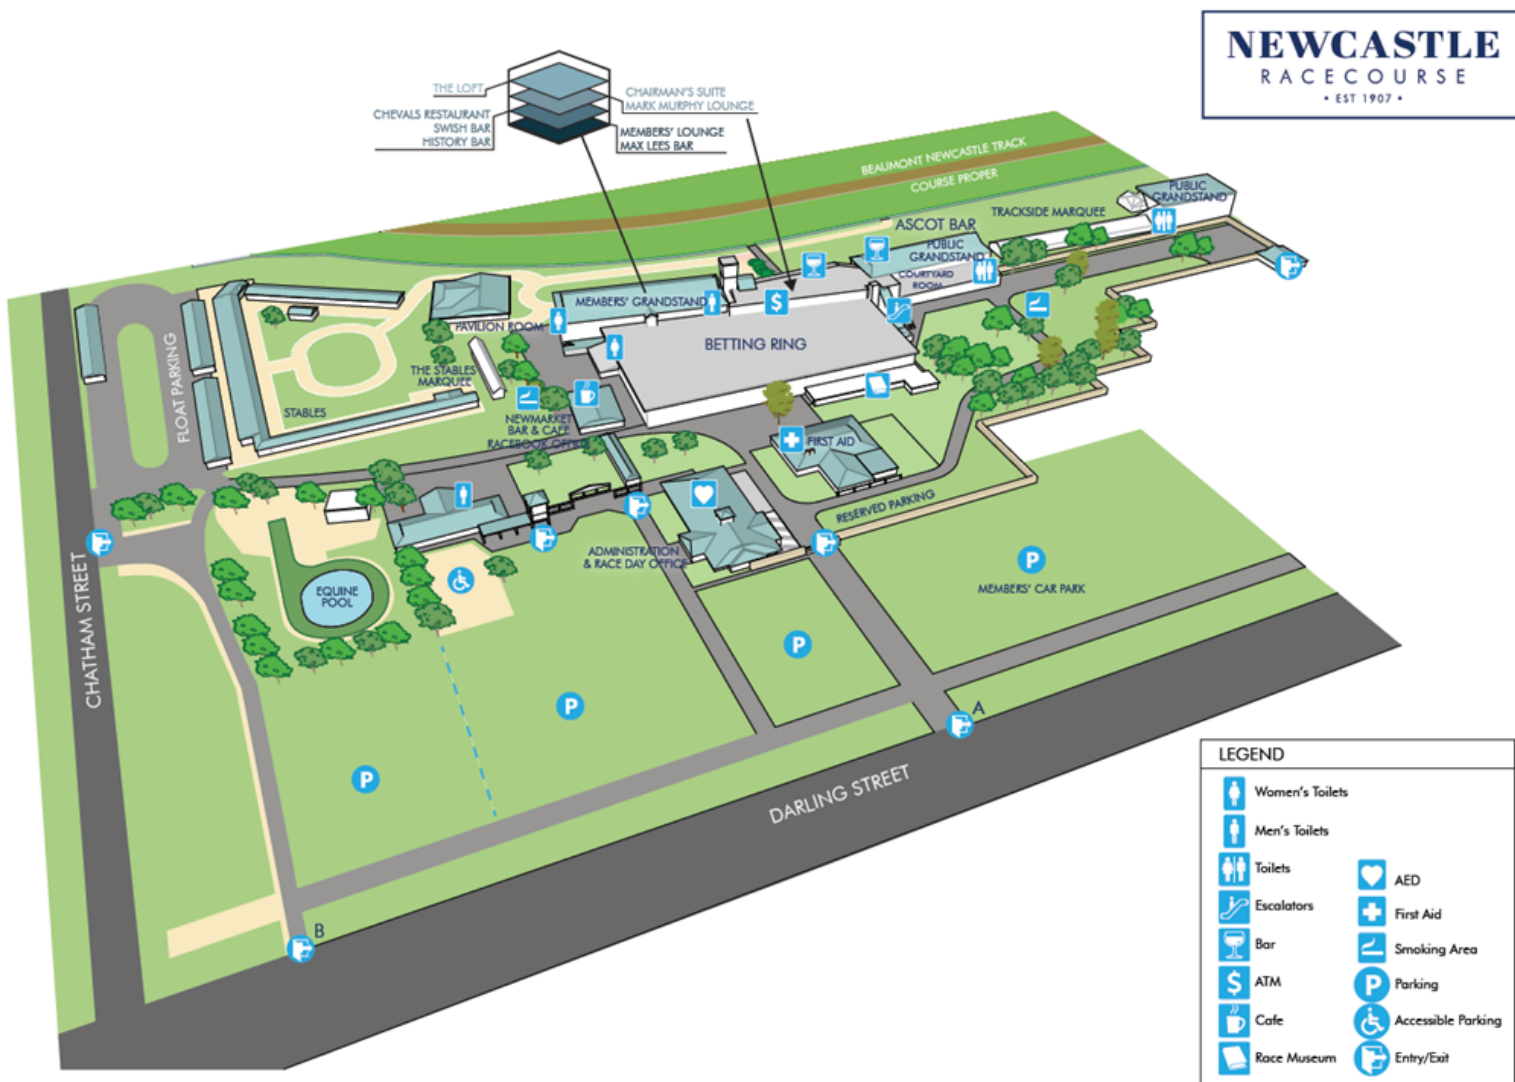 NEWCASTLE
RACECOURSE
• EST 1907 •
THE LOFT
CHEVALS RESTAURANT
SWISH BAR
HISTORY BAR
CHAIRMAN'S SUITE
MARK MURPHY LOUNGE
MEMBERS' LOUNGE
MAX LEES BAR
BEAUMONT NEWCASTLE TRACK
COURSE PROPER
PUBLIC
GRANDSTAND
TRACKSIDE MARQUEE
ASCOT BAR
PUBLIC
GRANDSTAND
COURTYARD
ROOM
MEMBERS' GRANDSTAND
$
PAVILION ROOM
BETTING RING
FLOAT PARKING
THE STABLES
MARQUEE
STABLES
NEWMARKET
BAR & CAFE
RACEBOOK OFFICE
FIRST AID
RESERVED PARKING
ADMINISTRATION
& RACE DAY OFFICE
P
MEMBERS' CAR PARK
CHATHAM STREET
EQUINE
POOL
P
P
P
A
DARLING STREET
B
LEGEND
Women's Toilets
Men's Toilets
Toilets
Escalators
Bar
$ ATM
Cafe
Race Museum
AED
First Aid
Smoking Area
P Parking
Accessible Parking
Entry/Exit